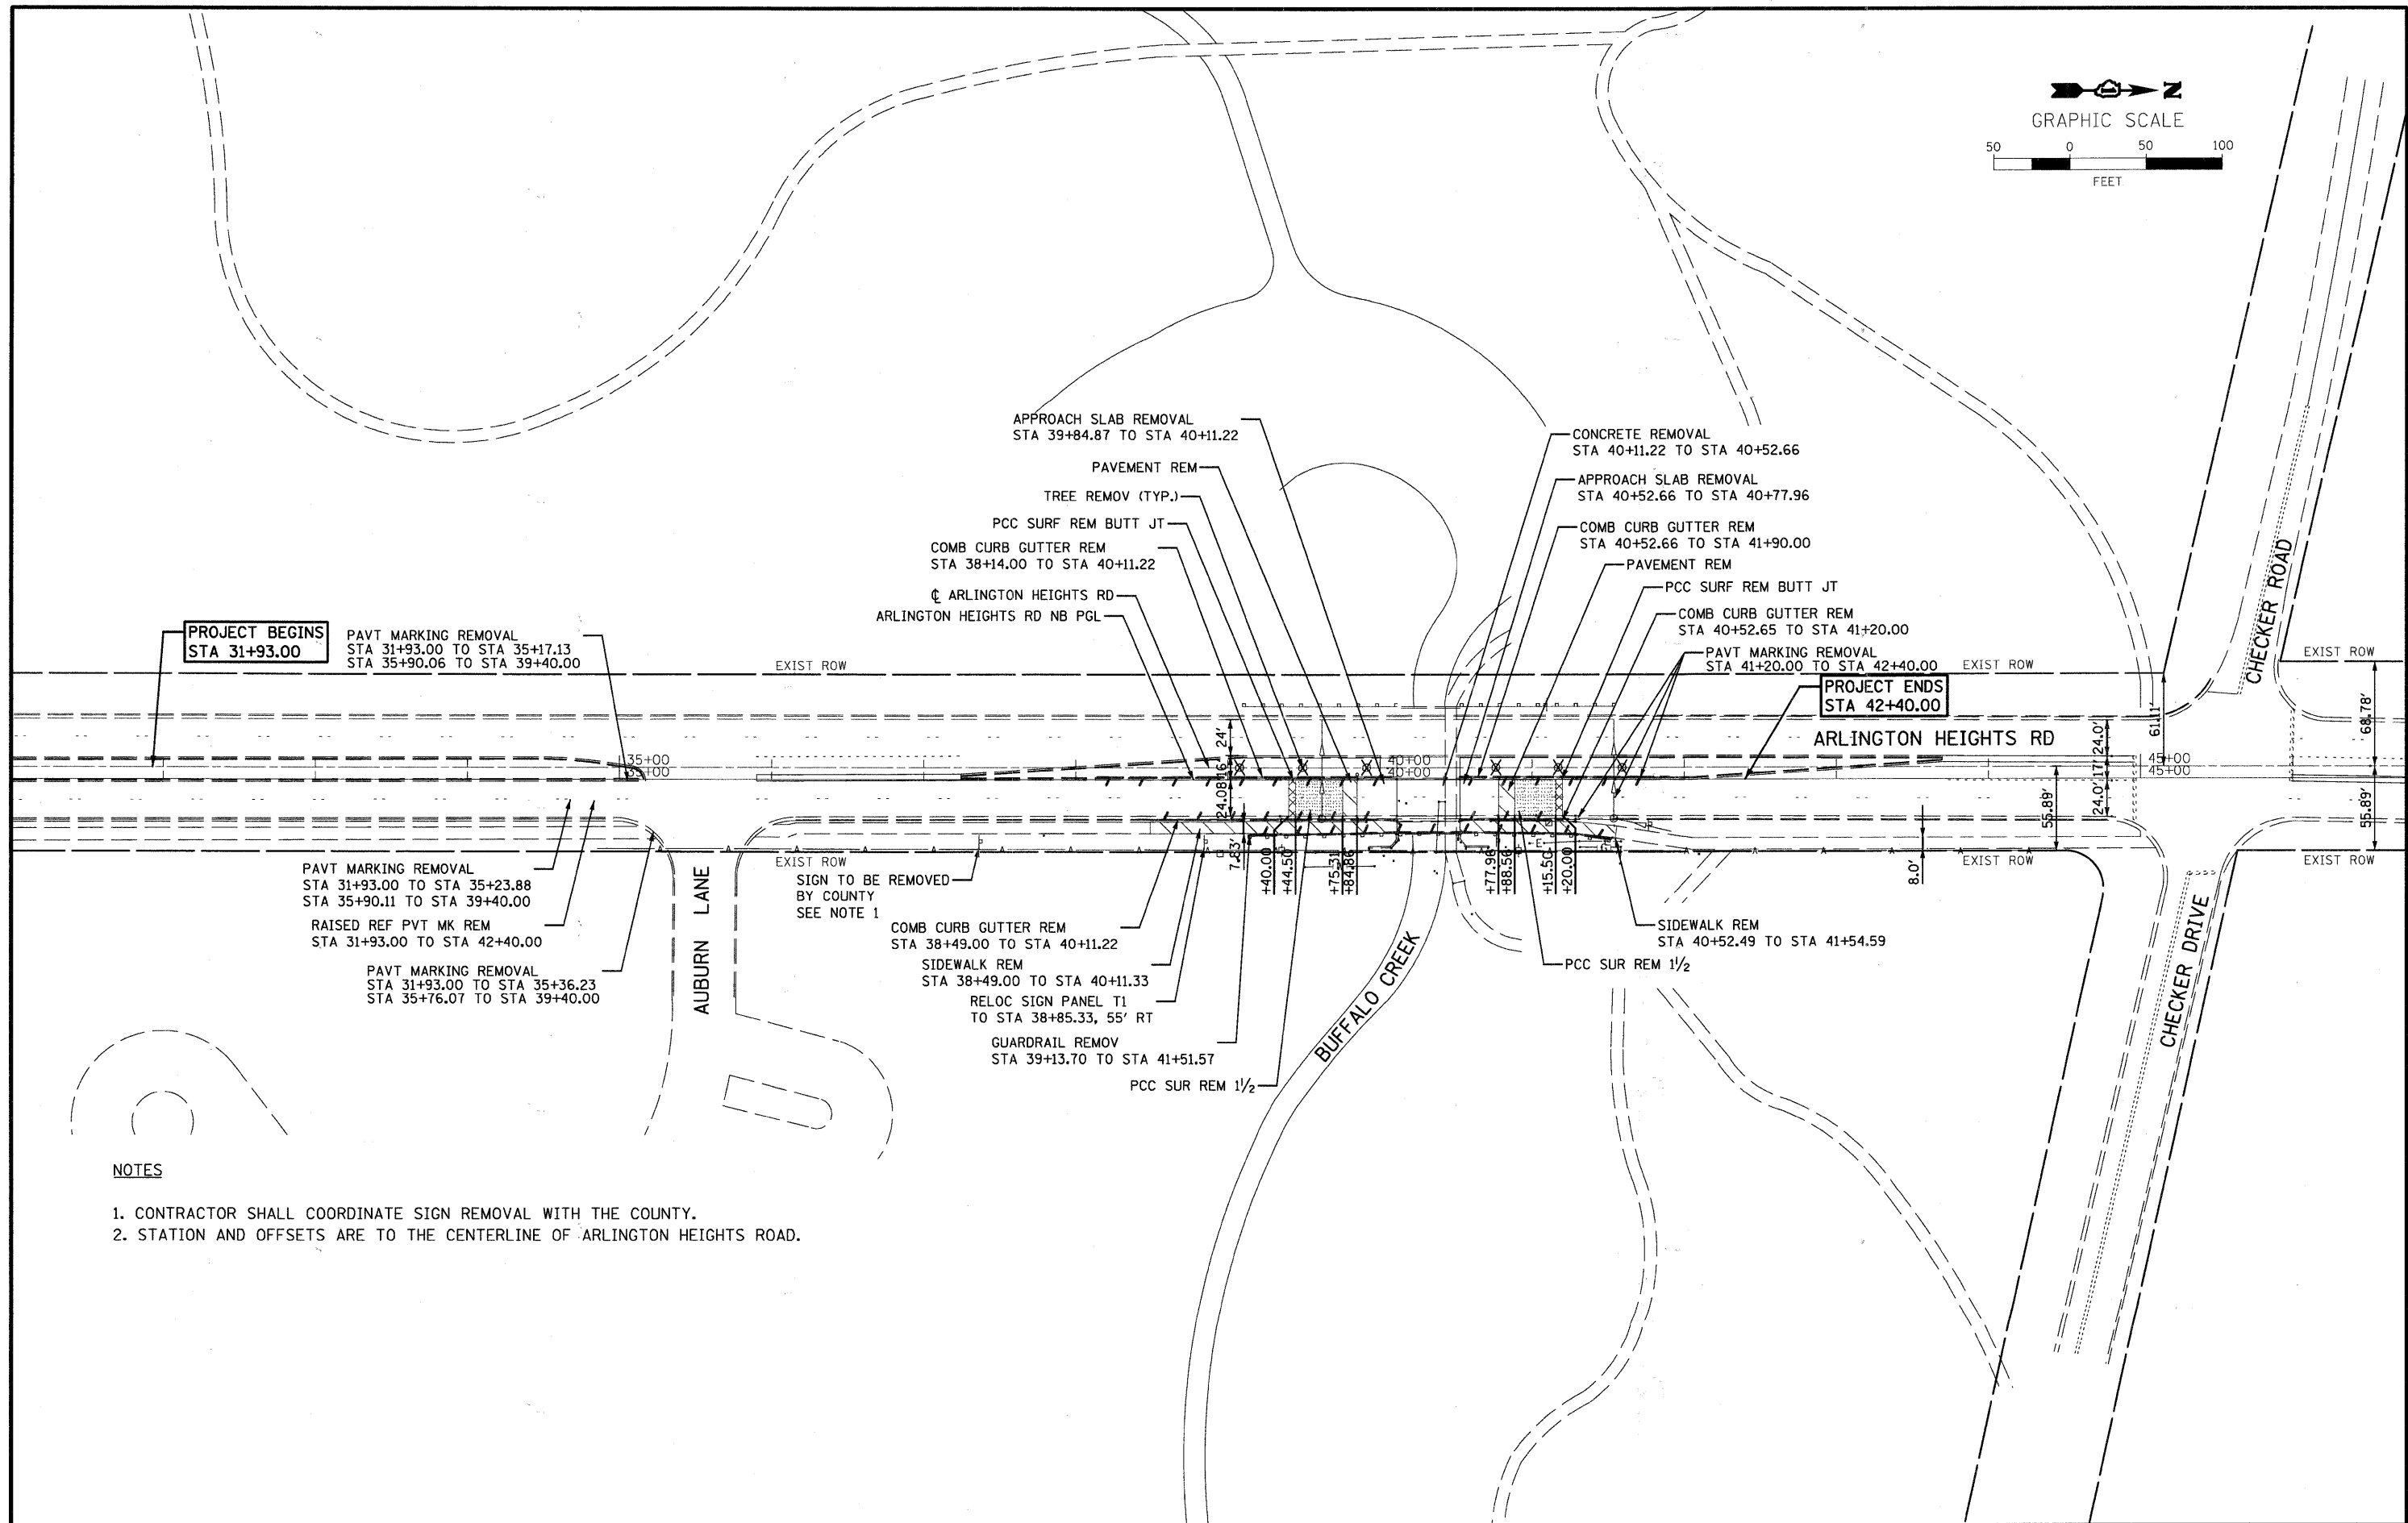 N
GRAPHIC SCALE
50 0 50 100
FEET
APPROACH SLAB REMOVAL
STA 39+84.87 TO STA 40+11.22
PAVEMENT REM
TREE REMOV (TYP.)
PCC SURF REM BUTT JT
COMB CURB GUTTER REM
STA 38+14.00 TO STA 40+11.22
℄ ARLINGTON HEIGHTS RD
ARLINGTON HEIGHTS RD NB PGL
CONCRETE REMOVAL
STA 40+11.22 TO STA 40+52.66
APPROACH SLAB REMOVAL
STA 40+52.66 TO STA 40+77.96
COMB CURB GUTTER REM
STA 40+52.66 TO STA 41+90.00
PAVEMENT REM
PCC SURF REM BUTT JT
COMB CURB GUTTER REM
STA 40+52.65 TO STA 41+20.00
PAVT MARKING REMOVAL
STA 41+20.00 TO STA 42+40.00
PROJECT BEGINS
STA 31+93.00
PAVT MARKING REMOVAL
STA 31+93.00 TO STA 35+17.13
STA 35+90.06 TO STA 39+40.00
EXIST ROW
EXIST ROW
EXIST ROW
PROJECT ENDS
STA 42+40.00
CHECKER ROAD
ARLINGTON HEIGHTS RD
35+00
35+00
40+00
40+00
45+00
45+00
24'
16'
24.08'
7.83'
+40.00
+44.50
+75.31
+84.86
+77.96
+88.56
+15.50
+20.00
24.0'
17'
24.0'
61.11'
68.78'
55.89'
55.89'
8.0'
EXIST ROW
EXIST ROW
EXIST ROW
PAVT MARKING REMOVAL
STA 31+93.00 TO STA 35+23.88
STA 35+90.11 TO STA 39+40.00
RAISED REF PVT MK REM
STA 31+93.00 TO STA 42+40.00
PAVT MARKING REMOVAL
STA 31+93.00 TO STA 35+36.23
STA 35+76.07 TO STA 39+40.00
AUBURN LANE
SIGN TO BE REMOVED
BY COUNTY
SEE NOTE 1
COMB CURB GUTTER REM
STA 38+49.00 TO STA 40+11.22
SIDEWALK REM
STA 38+49.00 TO STA 40+11.33
RELOC SIGN PANEL T1
TO STA 38+85.33, 55' RT
GUARDRAIL REMOV
STA 39+13.70 TO STA 41+51.57
PCC SUR REM 1½
BUFFALO CREEK
SIDEWALK REM
STA 40+52.49 TO STA 41+54.59
PCC SUR REM 1½
CHECKER DRIVE
NOTES
1. CONTRACTOR SHALL COORDINATE SIGN REMOVAL WITH THE COUNTY.
2. STATION AND OFFSETS ARE TO THE CENTERLINE OF ARLINGTON HEIGHTS ROAD.